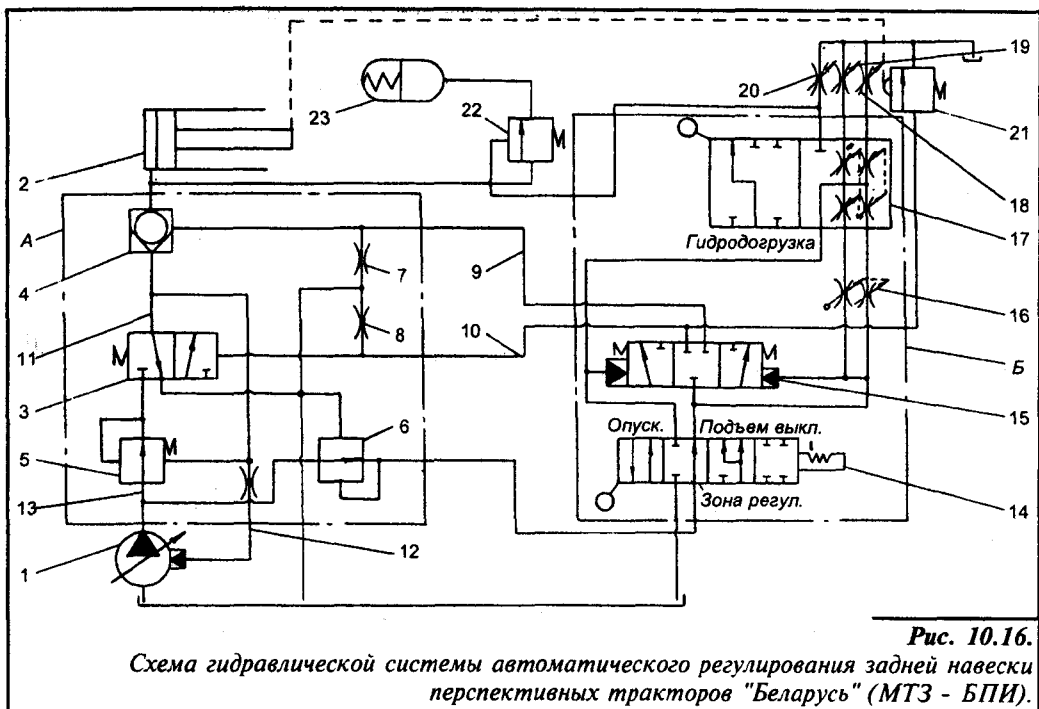 19
20
23
22
21
2
А
18
4
Гидродогрузка
17
7
9
8
16
10
11
Б
3
15
6
Опуск.
Подъем выкл.
5
13
Зона регул.
14
12
1
Рис. 10.16.
Схема гидравлической системы автоматического регулирования задней навески
перспективных тракторов "Беларусь" (МТЗ - БПИ).